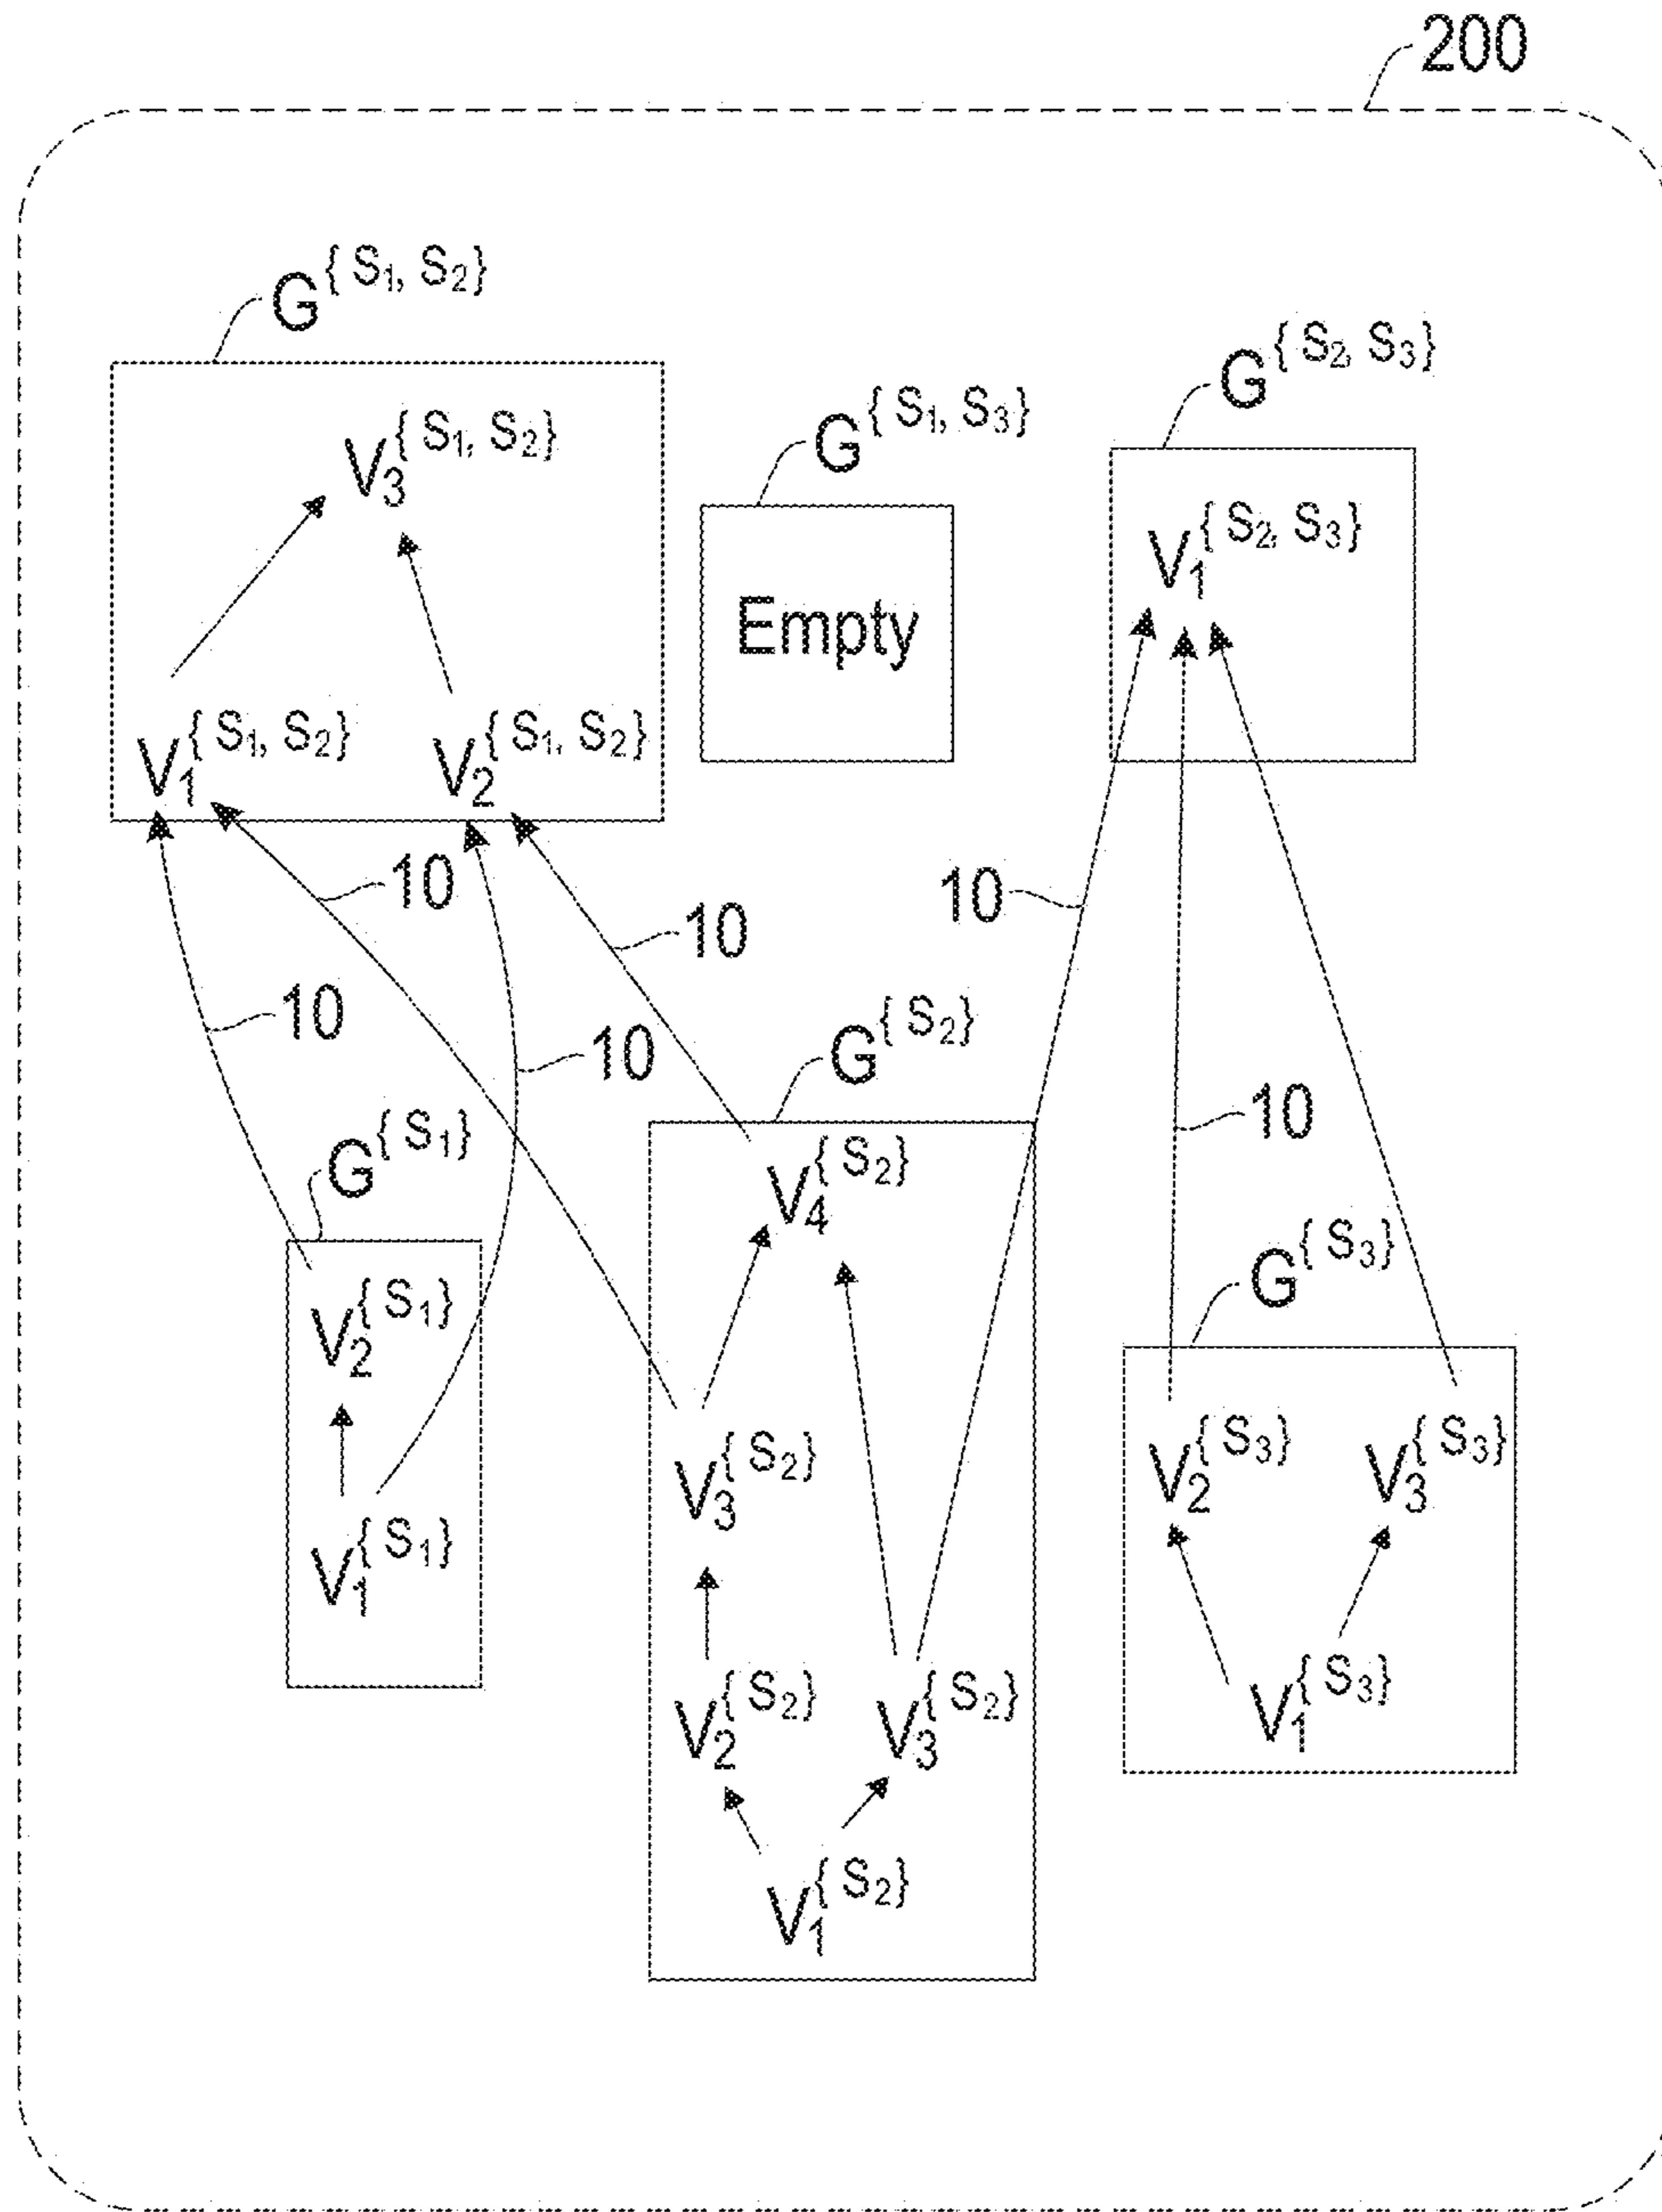 200
G{S1, S2}
G{S2, S3}
G{S1, S3}
V3{S1, S2}
V1{S2, S3}
Empty
V1{S1, S2} V2{S1, S2}
10
10
10
10
10
G{S2}
10
G{S1}
V4{S2}
G{S3}
V2{S1}
V3{S2}
V2{S3} V3{S3}
V1{S1}
V2{S2} V3{S2}
V1{S3}
V1{S2}